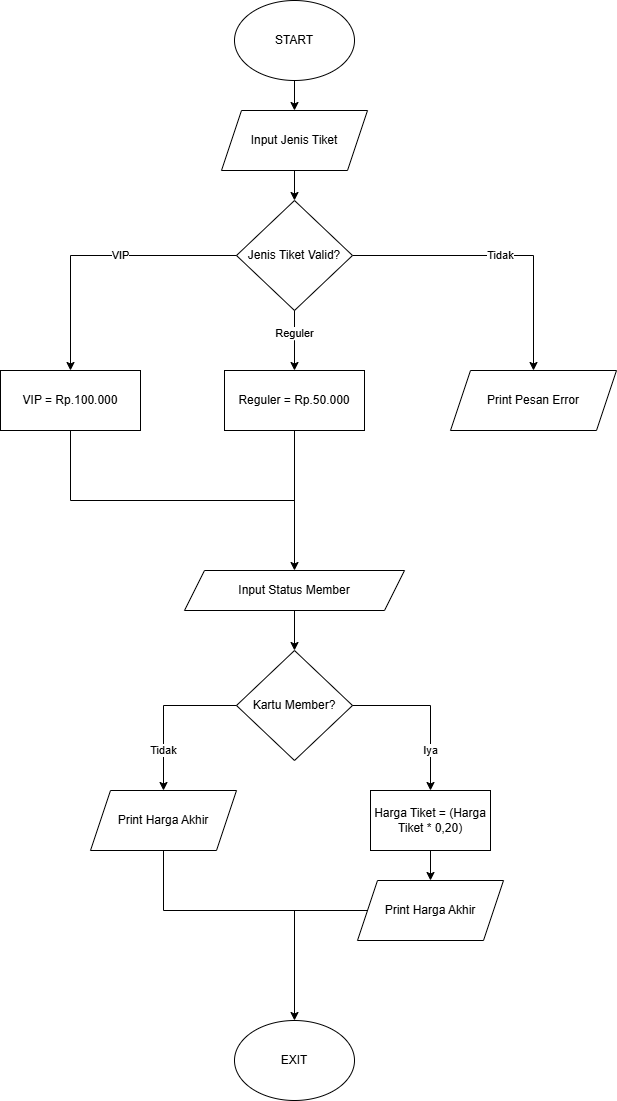 START
Input Jenis Tiket
Jenis Tiket Valid?
VIP
Tidak
Reguler
VIP = Rp.100.000
Reguler = Rp.50.000
Print Pesan Error
Input Status Member
Kartu Member?
Tidak
Iya
Print Harga Akhir
Harga Tiket = (Harga
Tiket * 0,20)
Print Harga Akhir
EXIT